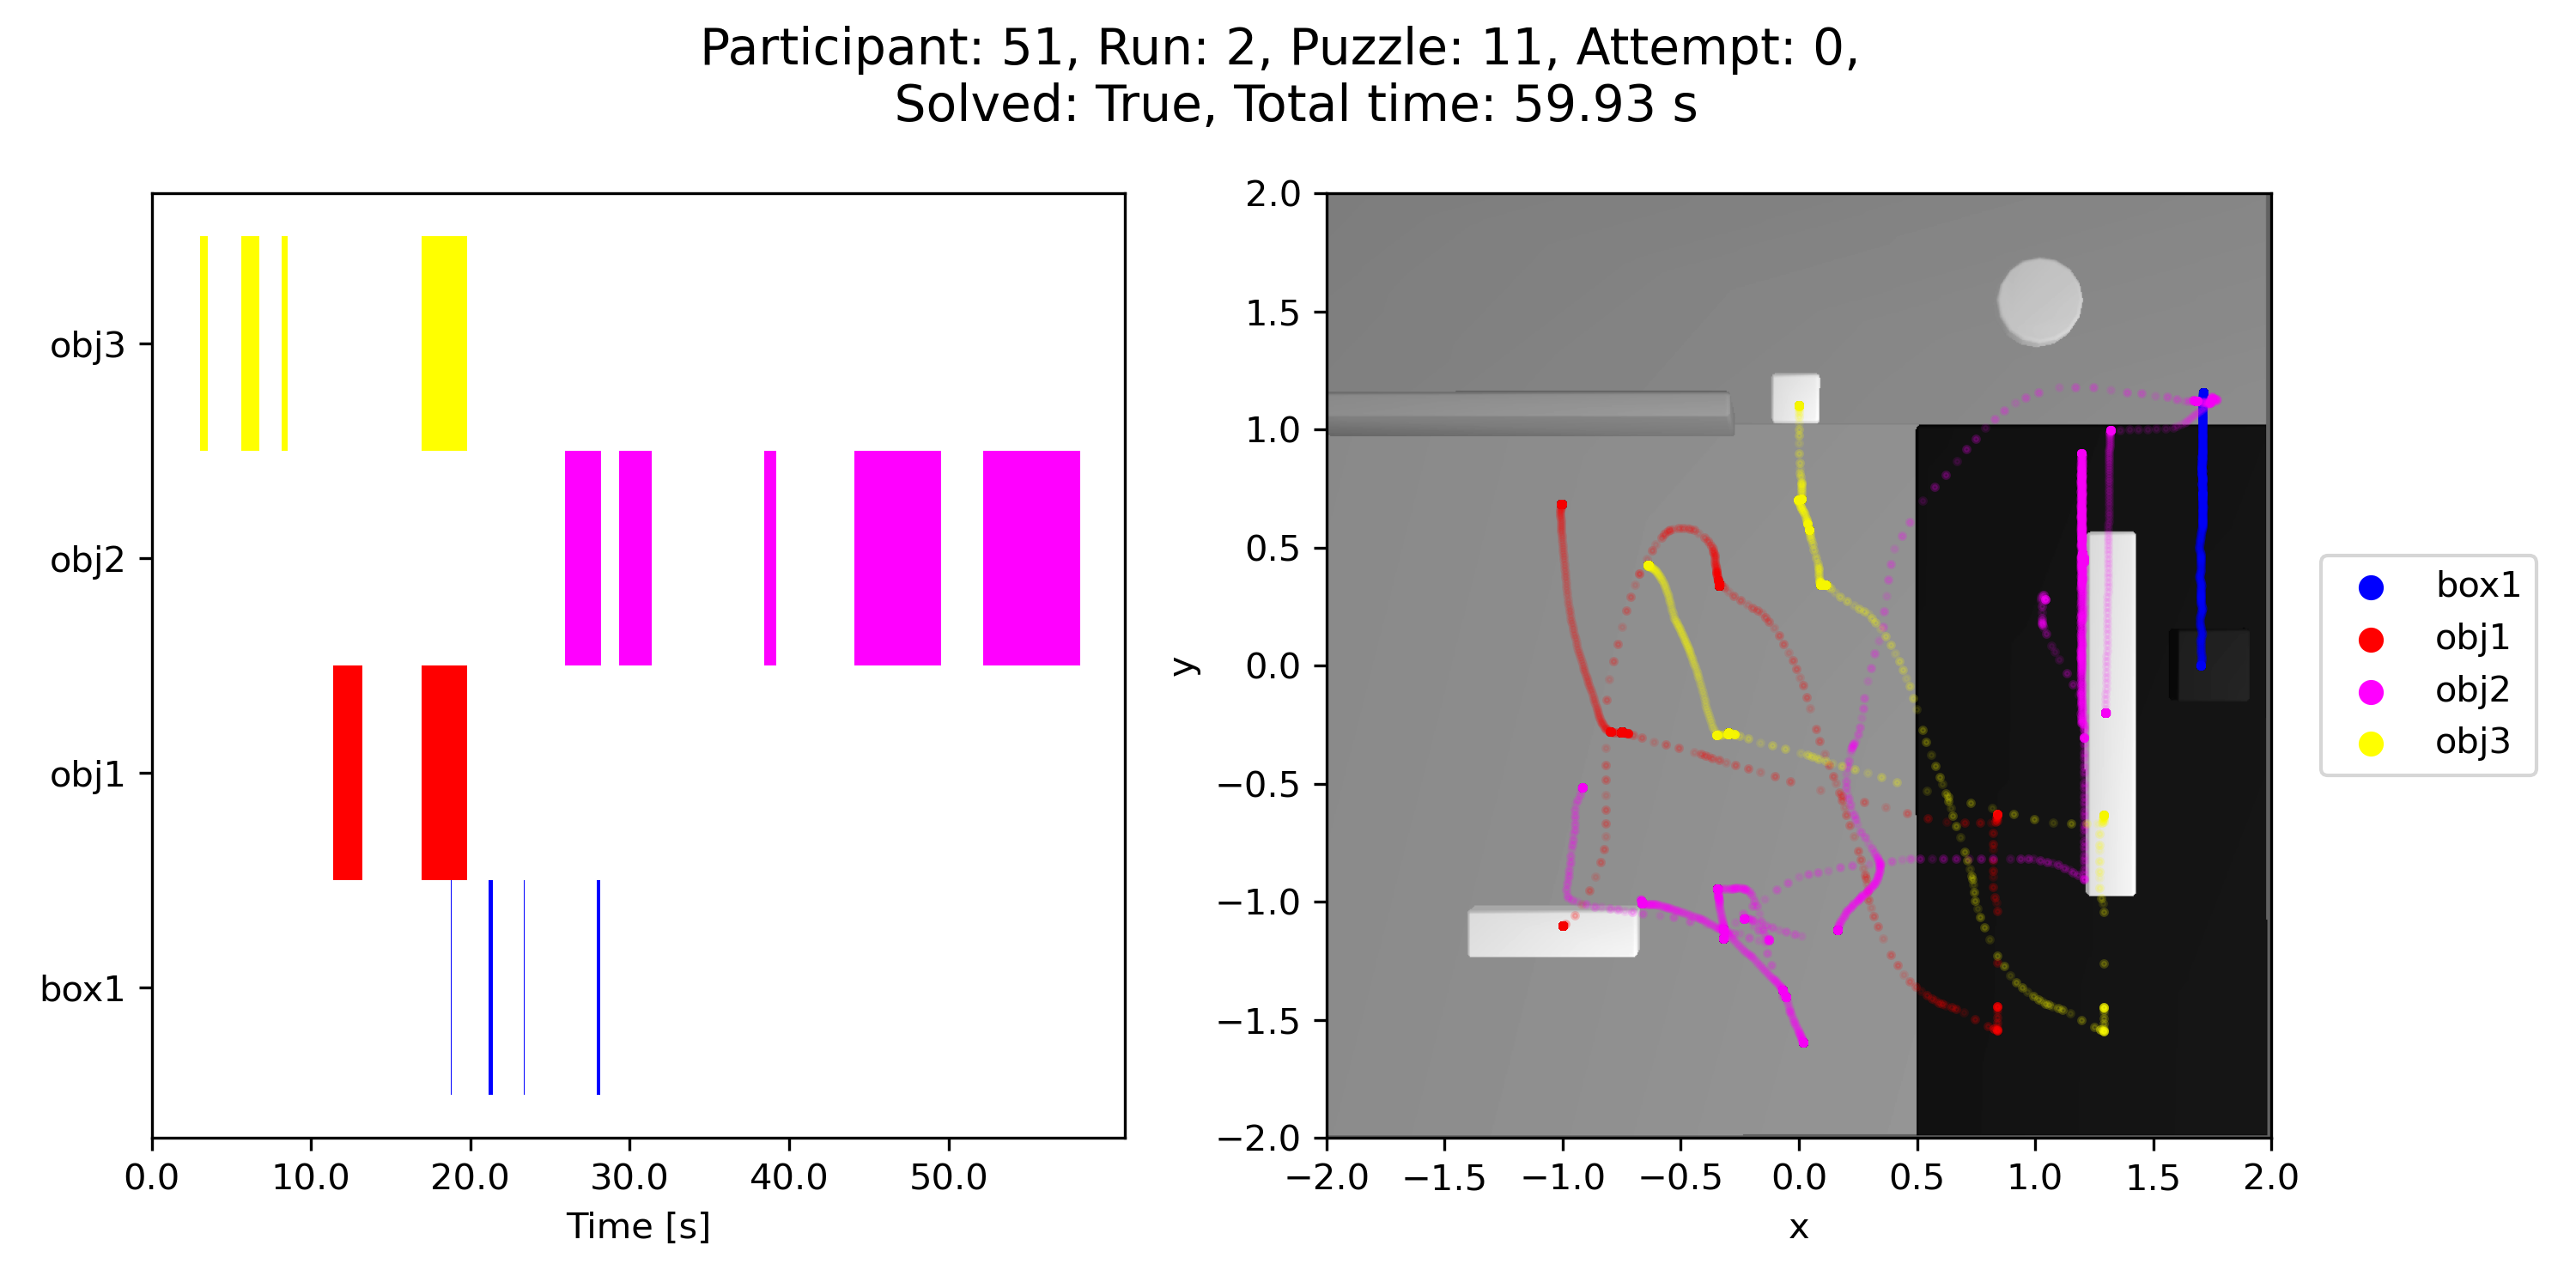 Participant: 51, Run: 2, Puzzle: 11, Attempt: 0,
Solved: True, Total time: 59.93 s
obj3
obj2
obj1
box1
0.0 10.0 20.0 30.0 40.0 50.0
Time [s]
2.0
1.5
1.0
0.5
0.0
−0.5
−1.0
−1.5
−2.0
y
−2.0 −1.5 −1.0 −0.5 0.0 0.5 1.0 1.5 2.0
x
box1
obj1
obj2
obj3